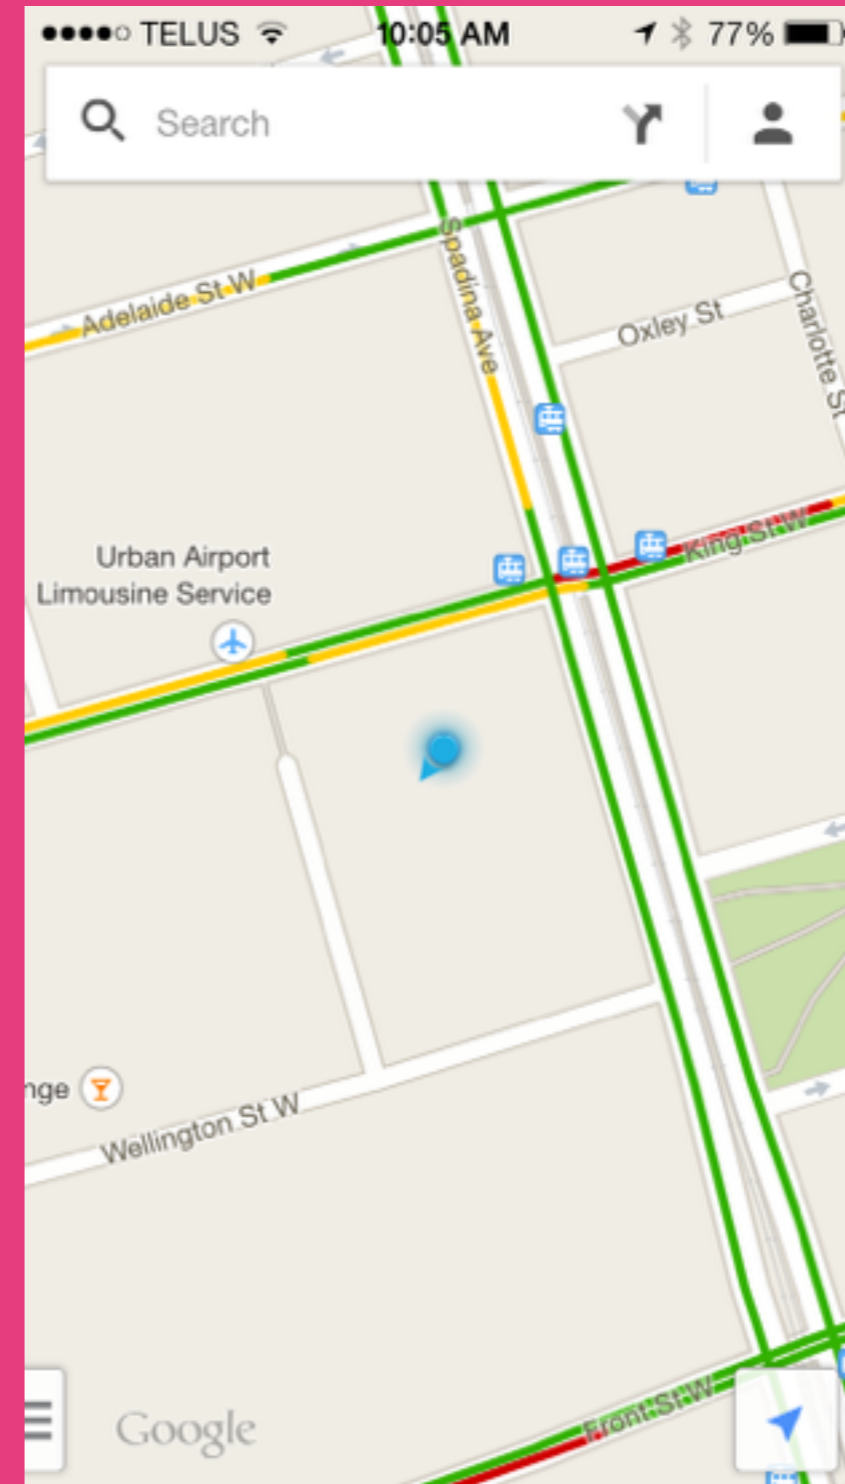 TELUS 10:05 AM 77%
Search
Adelaide St W
Spadina Ave
Oxley St
Charlotte St
King St W
Urban Airport
Limousine Service
nge
Wellington St W
Front St W
Google